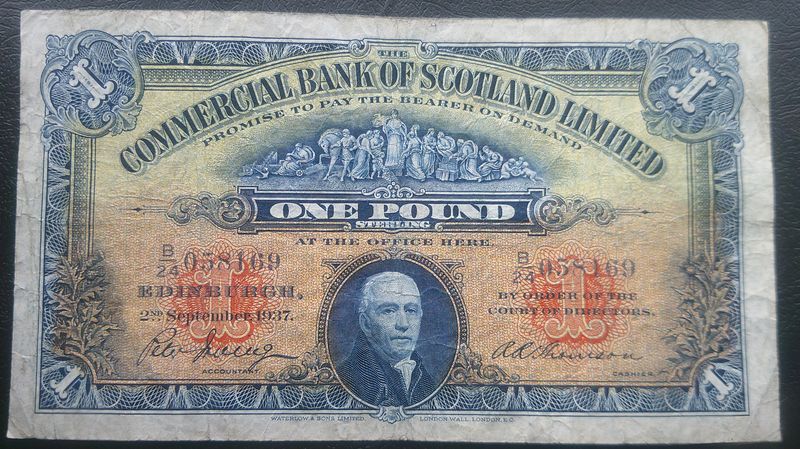 1 THE 1
COMMERCIAL BANK OF SCOTLAND LIMITED
PROMISE TO PAY THE BEARER ON DEMAND
ONE POUND
STERLING
AT THE OFFICE HERE
B/24 058169 B/24 058169
EDINBURGH, BY ORDER OF THE
2ND September, 1937. COURT OF DIRECTORS.
1 1
ACCOUNTANT. CASHIER.
1 1
WATERLOW & SONS LIMITED. LONDON WALL, LONDON, E.C.